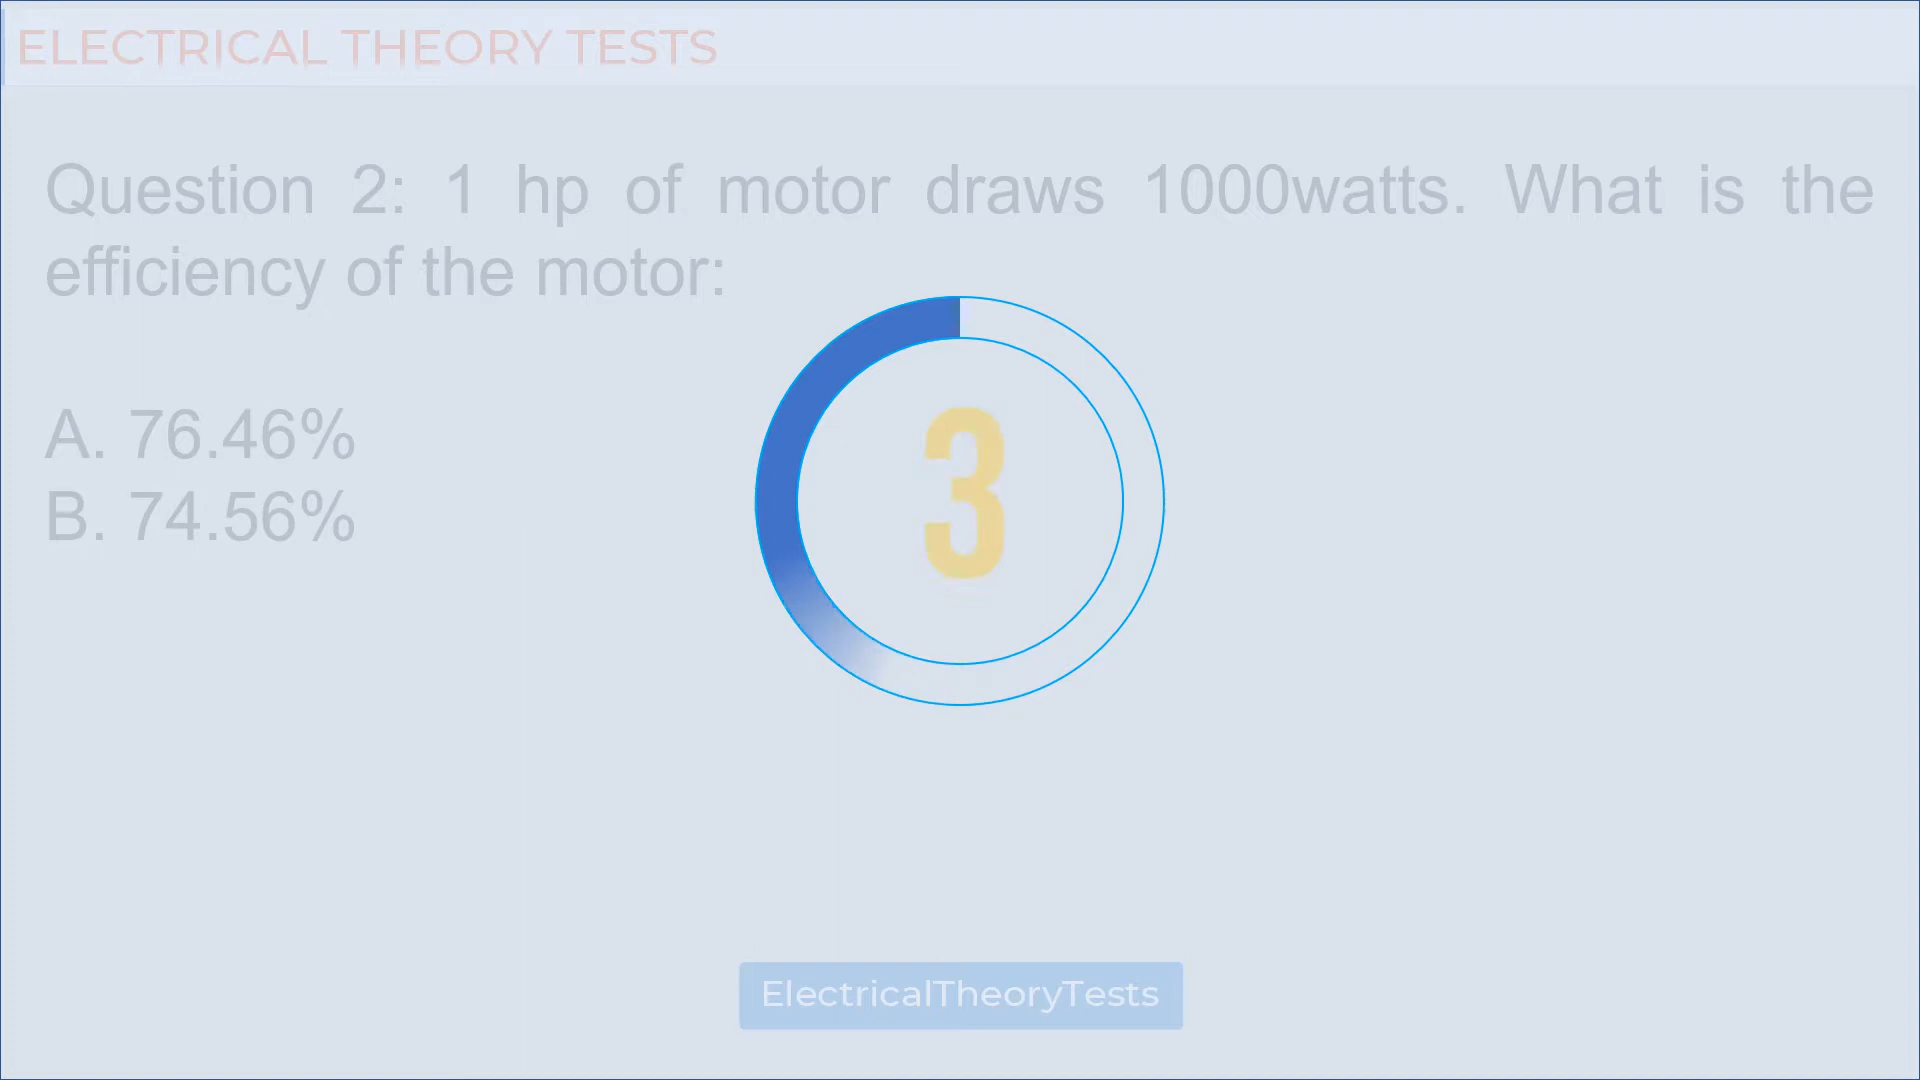 ELECTRICAL THEORY TESTS
Question 2: 1 hp of motor draws 1000watts. What is the
efficiency of the motor:
A. 76.46%
B. 74.56%
3
ElectricalTheoryTests